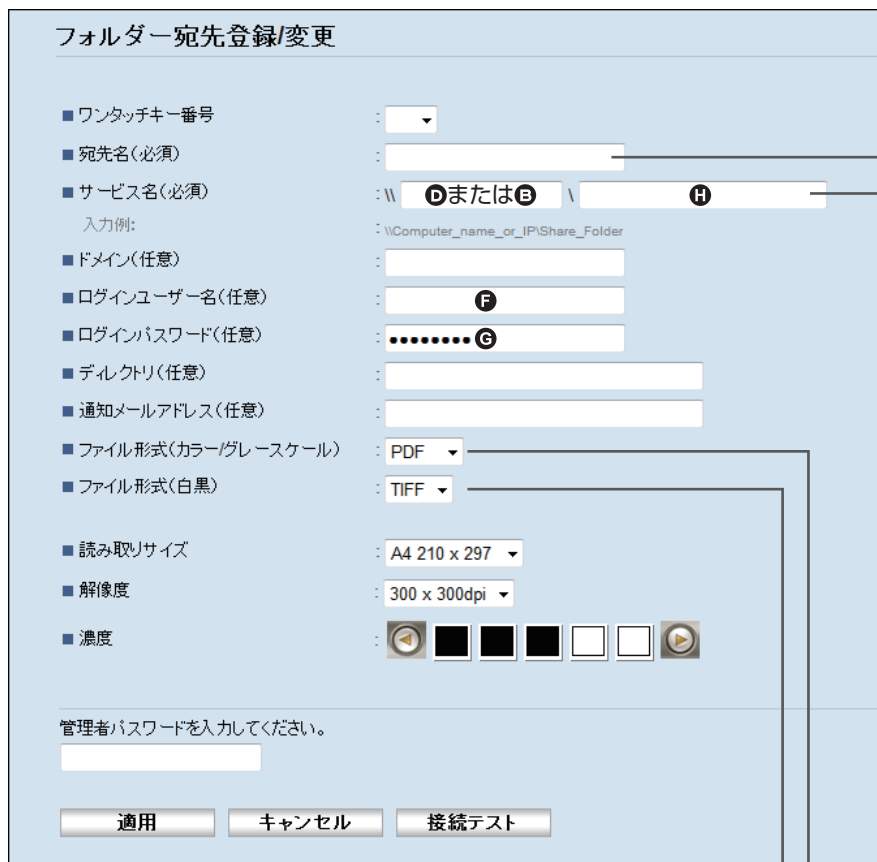 フォルダー宛先登録/変更
■ワンタッチキー番号 :
■宛先名(必須) :
■サービス名(必須) :\\ DまたはB \ H
入力例: :\\Computer_name_or_IP\Share_Folder
■ドメイン(任意) :
■ログインユーザー名(任意) : F
■ログインパスワード(任意) : ●●●●●●●● G
■ディレクトリ(任意) :
■通知メールアドレス(任意) :
■ファイル形式(カラー/グレースケール) : PDF
■ファイル形式(白黒) : TIFF
■読み取りサイズ : A4 210 x 297
■解像度 : 300 x 300dpi
■濃度 :
管理者パスワードを入力してください。
適用 キャンセル 接続テスト